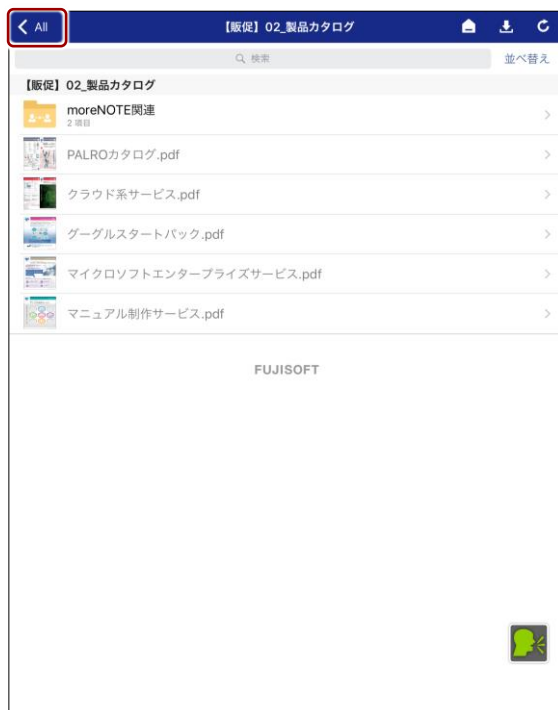 All
【販促】02_製品カタログ
検索
並べ替え
【販促】02_製品カタログ
moreNOTE関連
2 項目
PALROカタログ.pdf
クラウド系サービス.pdf
グーグルスタートパック.pdf
マイクロソフトエンタープライズサービス.pdf
マニュアル制作サービス.pdf
FUJISOFT